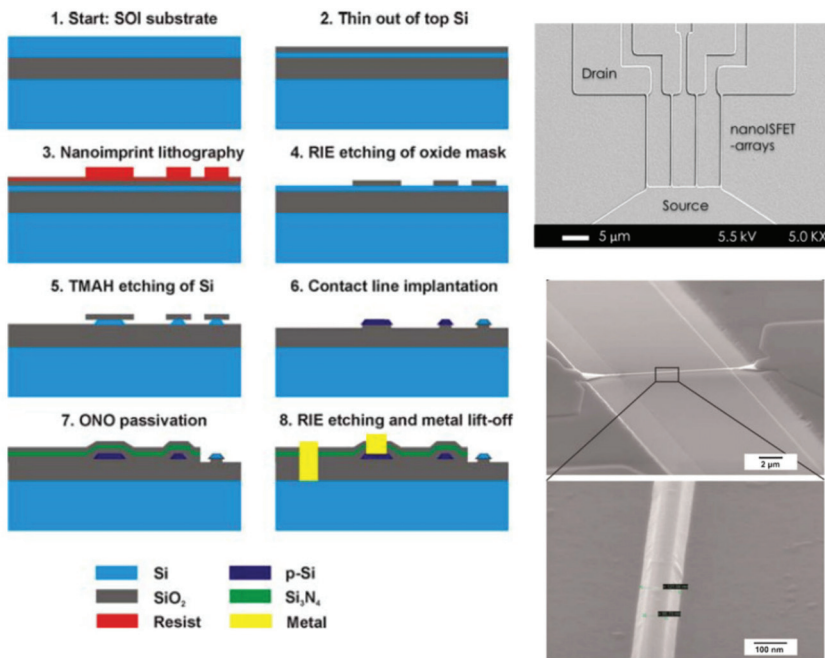 1. Start: SOI substrate
2. Thin out of top Si
3. Nanoimprint lithography
4. RIE etching of oxide mask
5. TMAH etching of Si
6. Contact line implantation
7. ONO passivation
8. RIE etching and metal lift-off
Si
p-Si
SiO₂
Si₃N₄
Resist
Metal
Drain
nanoISFET
-arrays
Source
5 µm
5.5 kV
5.0 KX
2 µm
100 nm